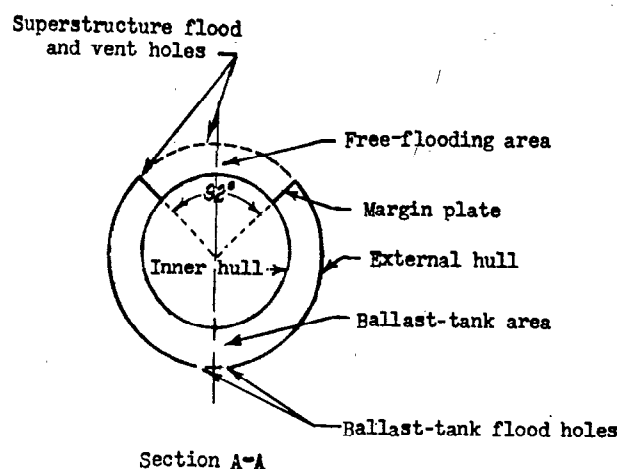 Superstructure flood
and vent holes
Free-flooding area
92°
Margin plate
Inner hull
External hull
Ballast-tank area
Ballast-tank flood holes
Section A-A